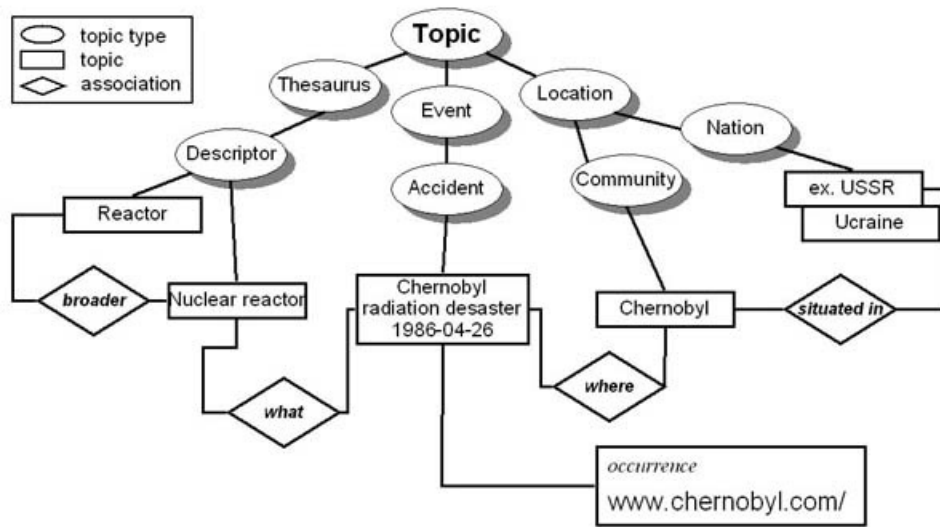 topic type
topic
association
Topic
Thesaurus
Event
Location
Nation
Descriptor
Accident
Community
Reactor
ex. USSR
Ucraine
broader
Nuclear reactor
Chernobyl
radiation desaster
1986-04-26
Chernobyl
situated in
what
where
occurrence
www.chernobyl.com/